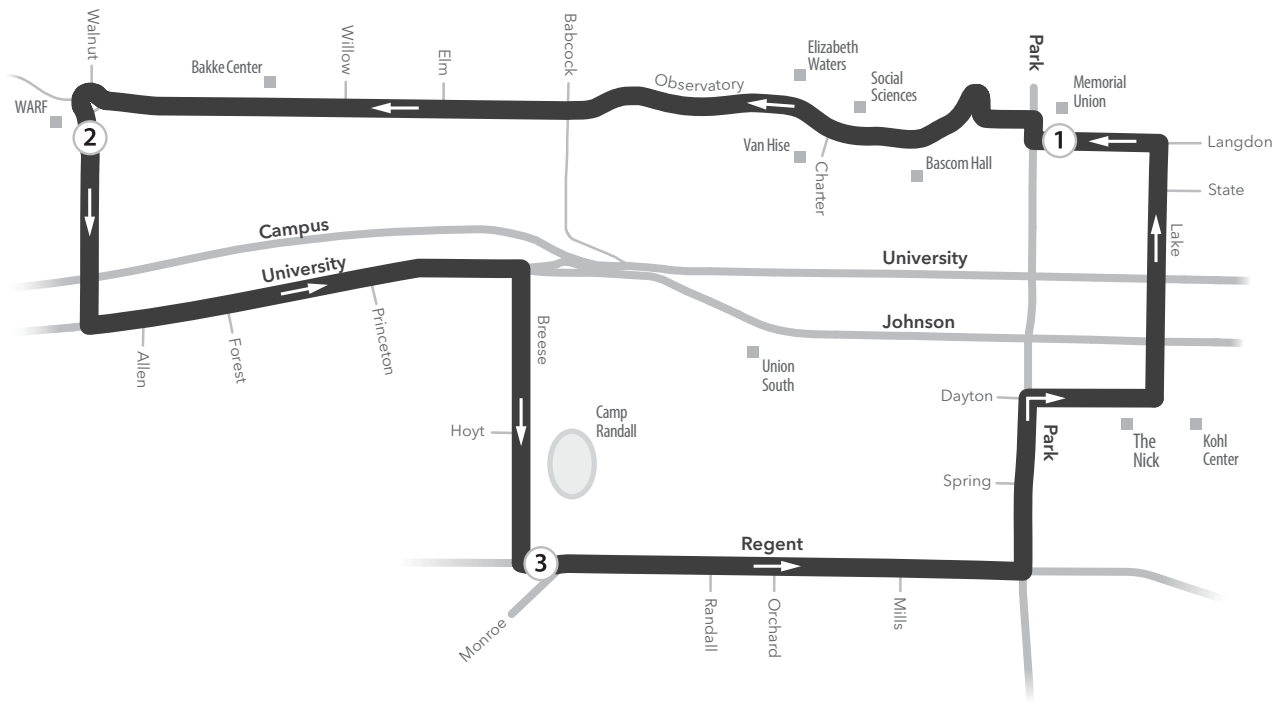 Walnut
Willow
Elm
Babcock
Park
Elizabeth
Waters
Bakke Center
Observatory
Social
Sciences
Memorial
Union
WARF
2
1
Langdon
Van Hise
Charter
Bascom Hall
State
Campus
University
University
Lake
Johnson
Allen
Forest
Princeton
Breese
Union
South
Dayton
Park
Hoyt
Camp
Randall
The
Nick
Kohl
Center
Spring
Regent
3
Monroe
Randall
Orchard
Mills